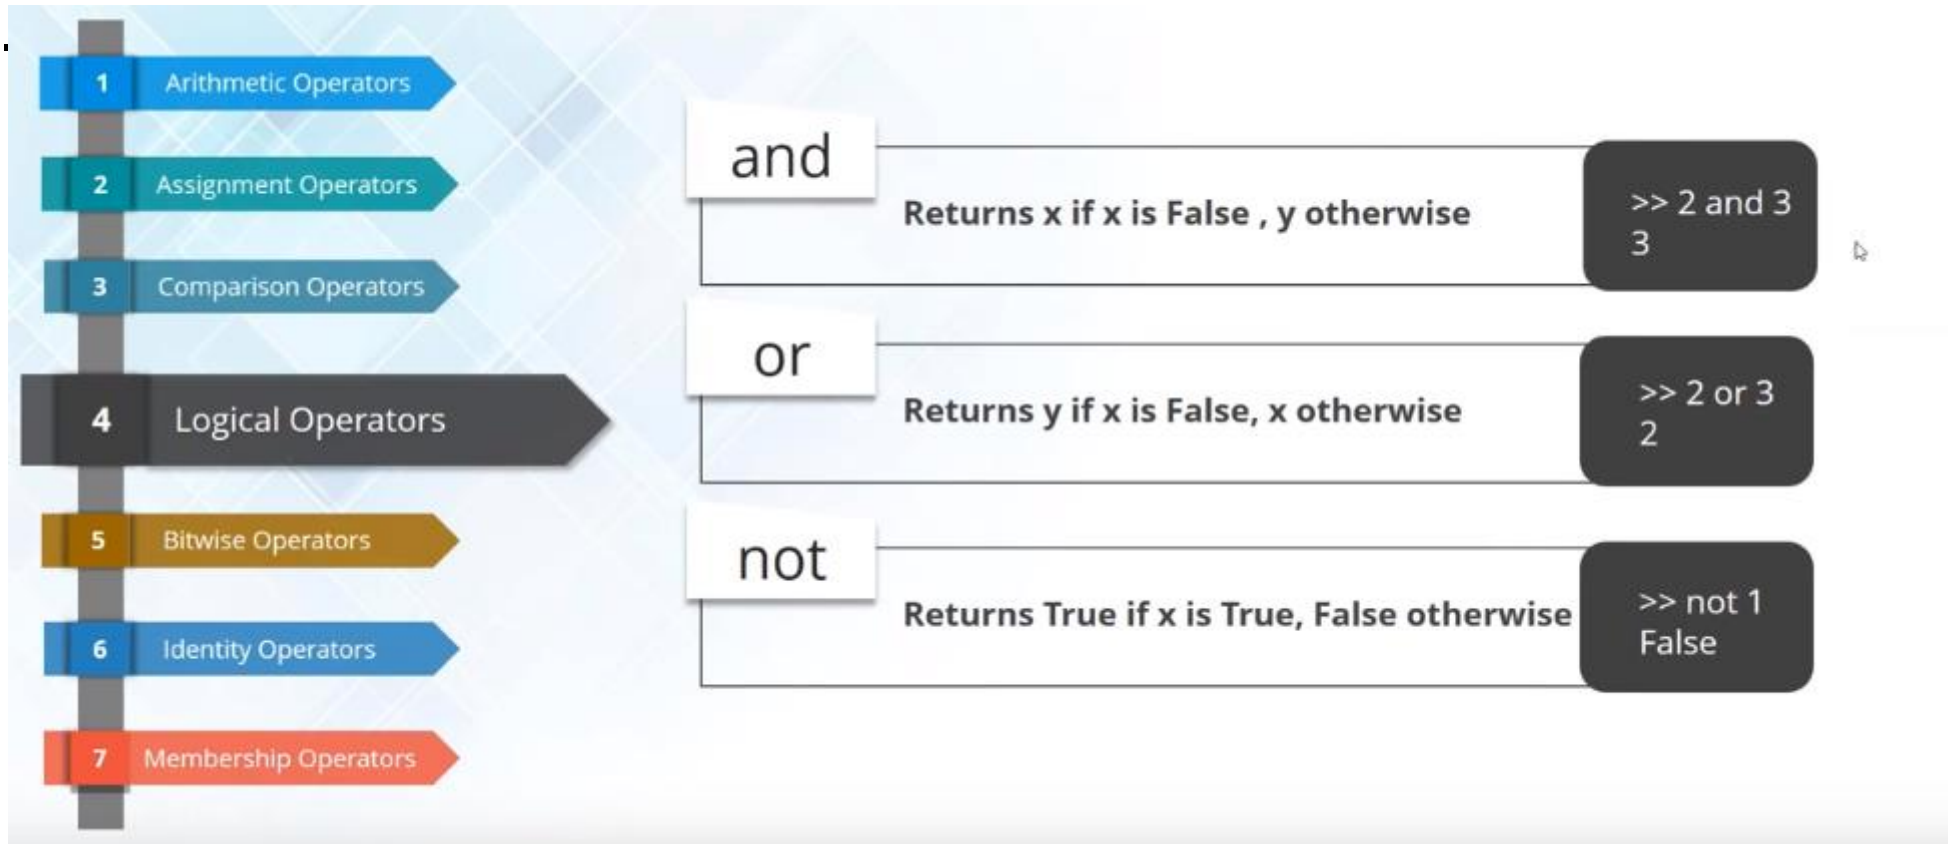 1 Arithmetic Operators
2 Assignment Operators
3 Comparison Operators
4 Logical Operators
5 Bitwise Operators
6 Identity Operators
7 Membership Operators
and
Returns x if x is False , y otherwise
>> 2 and 3
3
or
Returns y if x is False, x otherwise
>> 2 or 3
2
not
Returns True if x is True, False otherwise
>> not 1
False